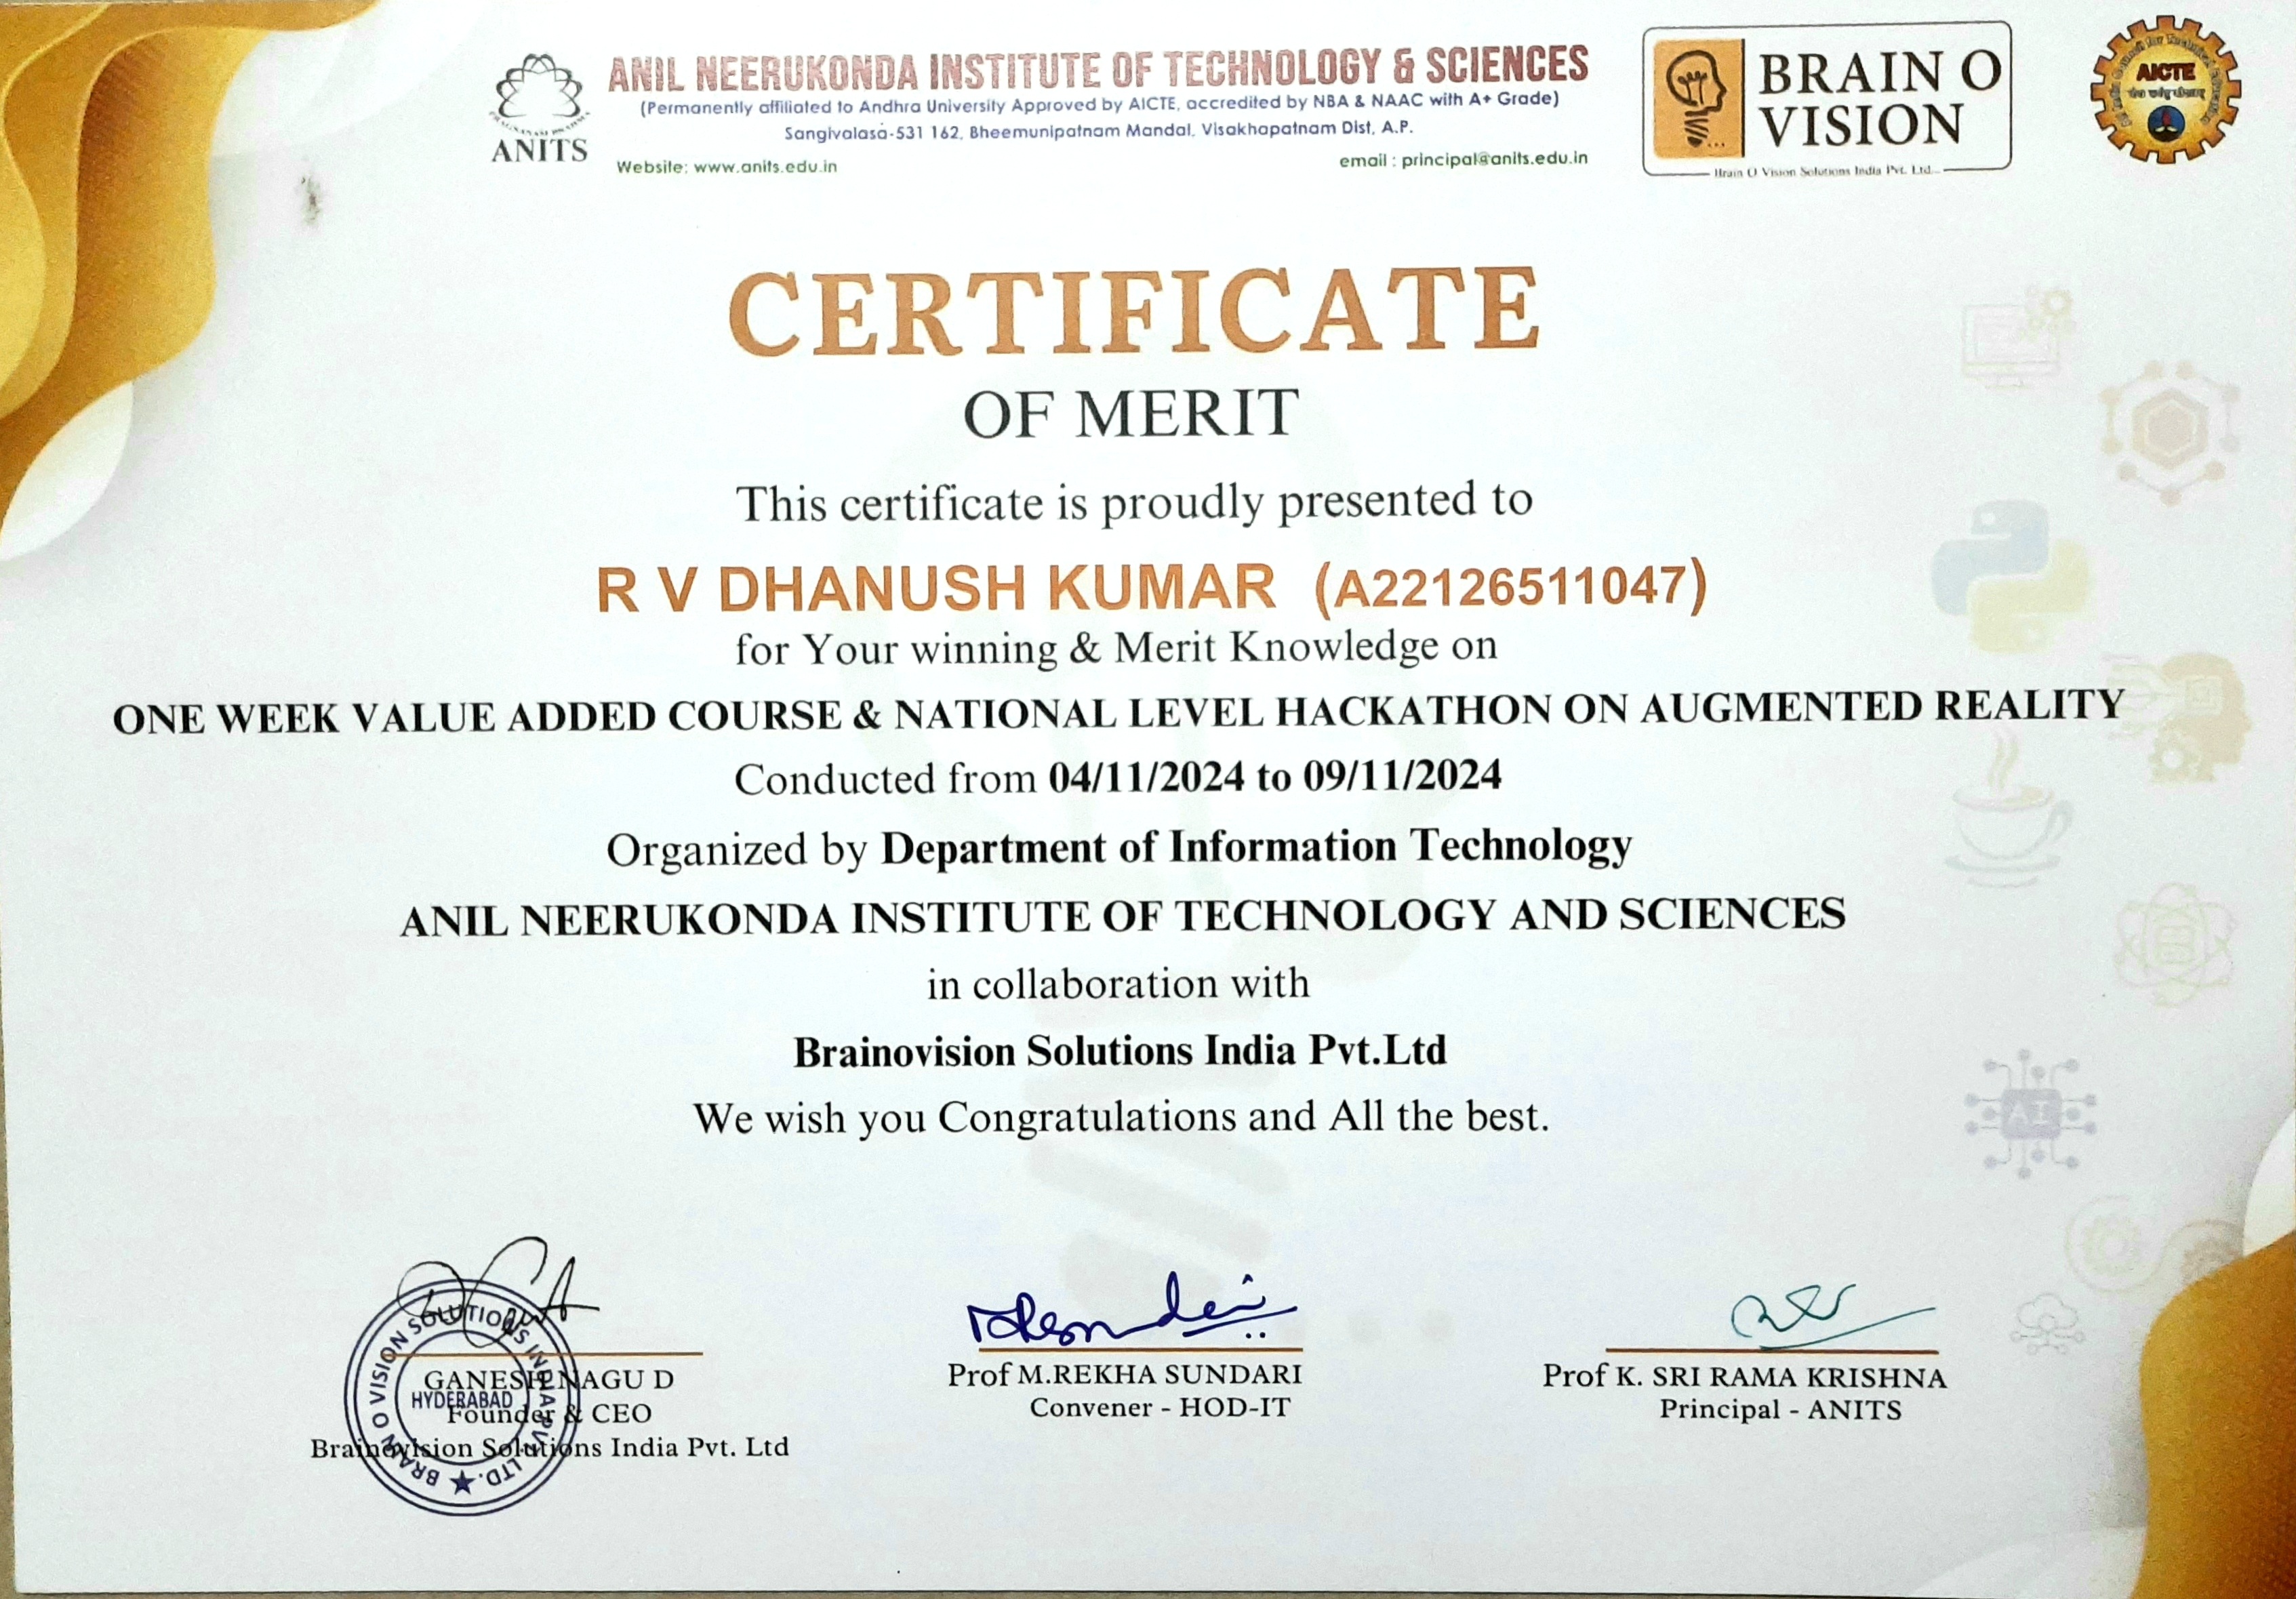 ANIL NEERUKONDA INSTITUTE OF TECHNOLOGY & SCIENCES
(Permanently affiliated to Andhra University Approved by AICTE, accredited by NBA & NAAC with A+ Grade)
Sangivalasa-531 162, Bheemunipatnam Mandal, Visakhapatnam Dist, A.P.
Website: www.anits.edu.in
email : principal@anits.edu.in
ANITS
BRAIN O
VISION
Brain O Vision Solutions India Pvt. Ltd...
AICTE
CERTIFICATE
OF MERIT
This certificate is proudly presented to
R V DHANUSH KUMAR (A22126511047)
for Your winning & Merit Knowledge on
ONE WEEK VALUE ADDED COURSE & NATIONAL LEVEL HACKATHON ON AUGMENTED REALITY
Conducted from 04/11/2024 to 09/11/2024
Organized by Department of Information Technology
ANIL NEERUKONDA INSTITUTE OF TECHNOLOGY AND SCIENCES
in collaboration with
Brainovision Solutions India Pvt.Ltd
We wish you Congratulations and All the best.
AI
GANESH NAGU D
Founder & CEO
Brainovision Solutions India Pvt. Ltd
BRAIN O VISION SOLUTIONS INDIA PVT. LTD.
HYDERABAD
Prof M.REKHA SUNDARI
Convener - HOD-IT
Prof K. SRI RAMA KRISHNA
Principal - ANITS